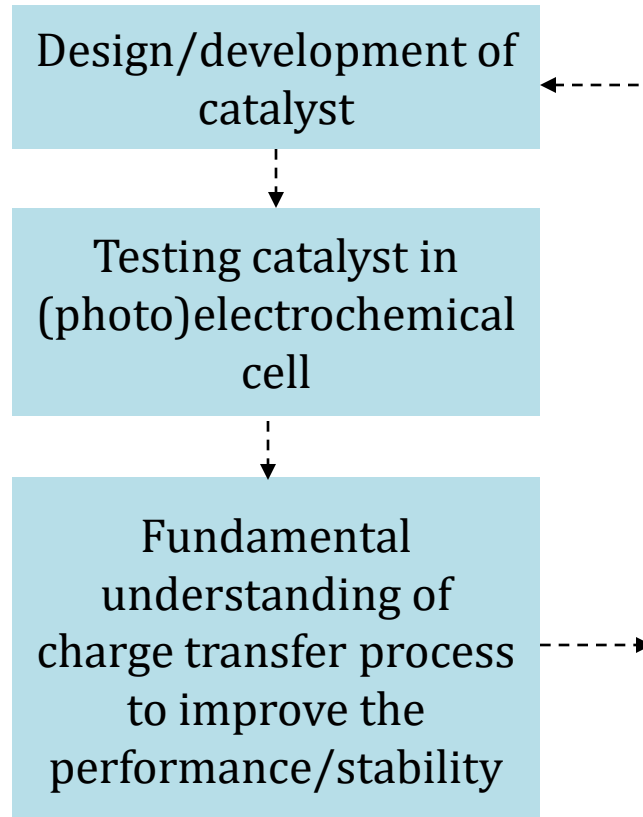 Design/development of
catalyst
Testing catalyst in
(photo)electrochemical
cell
Fundamental
understanding of
charge transfer process
to improve the
performance/stability